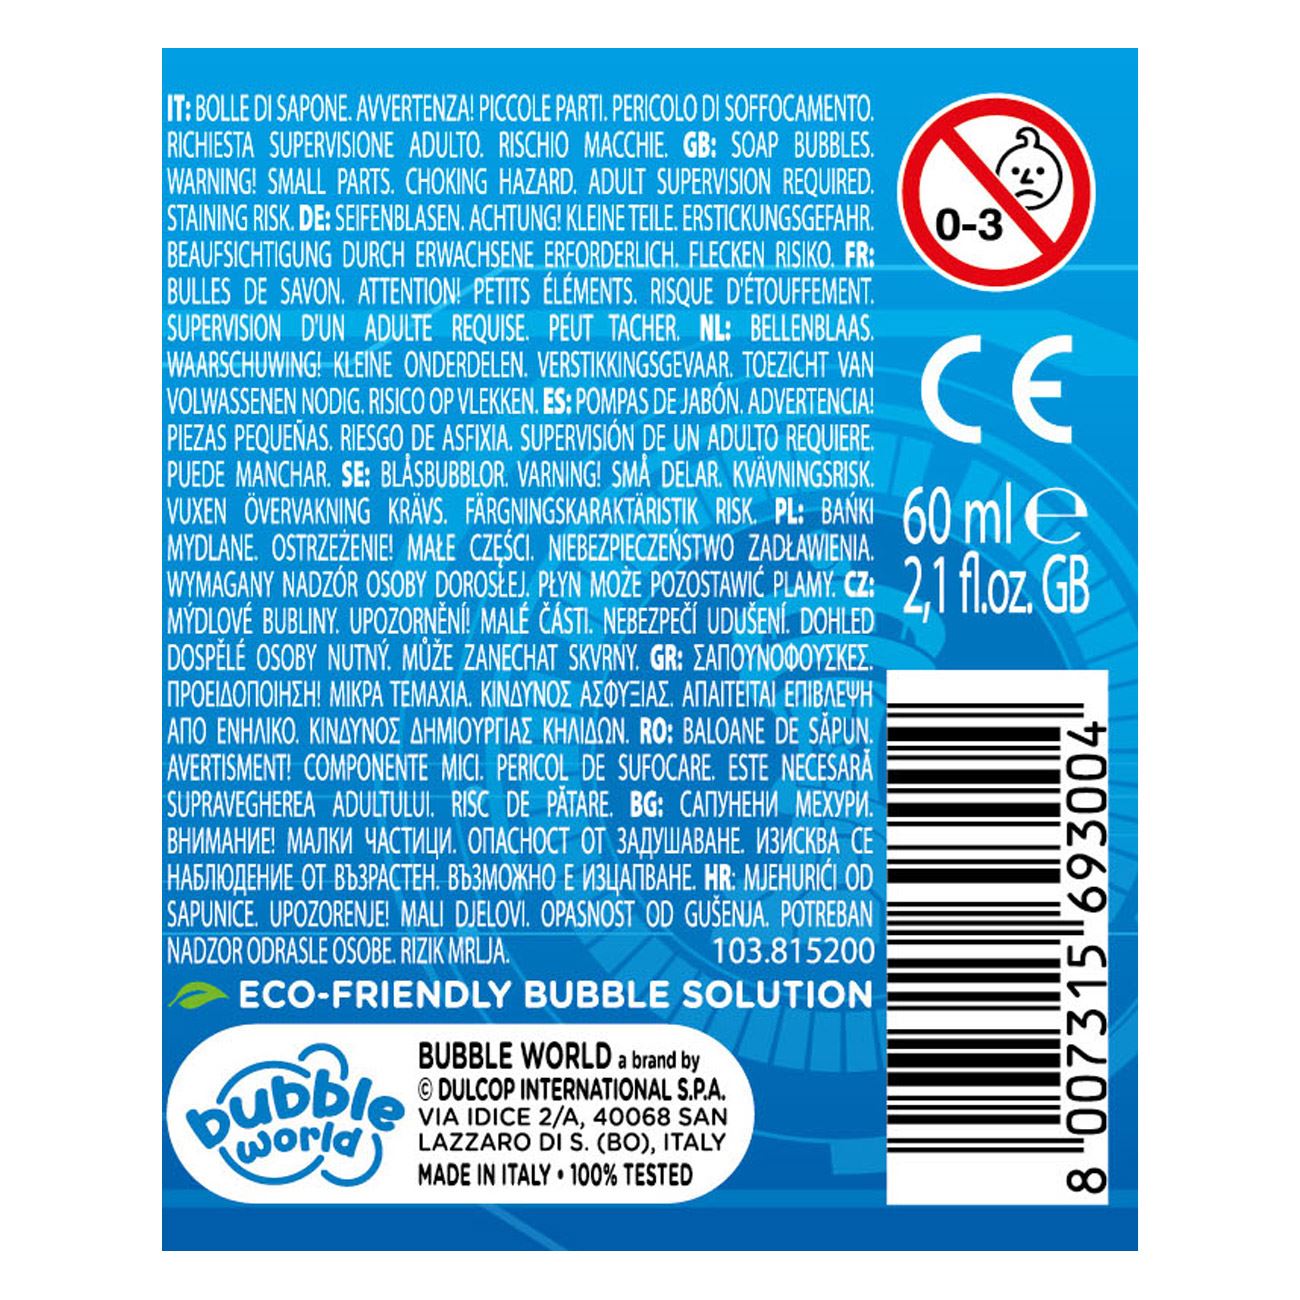 IT: BOLLE DI SAPONE. AVVERTENZA! PICCOLE PARTI. PERICOLO DI SOFFOCAMENTO.
RICHIESTA SUPERVISIONE ADULTO. RISCHIO MACCHIE. GB: SOAP BUBBLES.
WARNING! SMALL PARTS. CHOKING HAZARD. ADULT SUPERVISION REQUIRED.
STAINING RISK. DE: SEIFENBLASEN. ACHTUNG! KLEINE TEILE. ERSTICKUNGSGEFAHR.
BEAUFSICHTIGUNG DURCH ERWACHSENE ERFORDERLICH. FLECKEN RISIKO. FR:
BULLES DE SAVON. ATTENTION! PETITS ÉLÉMENTS. RISQUE D'ÉTOUFFEMENT.
SUPERVISION D'UN ADULTE REQUISE. PEUT TACHER. NL: BELLENBLAAS.
WAARSCHUWING! KLEINE ONDERDELEN. VERSTIKKINGSGEVAAR. TOEZICHT VAN
VOLWASSENEN NODIG. RISICO OP VLEKKEN. ES: POMPAS DE JABÓN. ADVERTENCIA!
PIEZAS PEQUEÑAS. RIESGO DE ASFIXIA. SUPERVISIÓN DE UN ADULTO REQUIERE.
PUEDE MANCHAR. SE: BLÅSBUBBLOR. VARNING! SMÅ DELAR. KVÄVNINGSRISK.
VUXEN ÖVERVAKNING KRÄVS. FÄRGNINGSKARAKTÄRISTIK RISK. PL: BAŃKI
MYDLANE. OSTRZEŻENIE! MAŁE CZĘŚCI. NIEBEZPIECZEŃSTWO ZADŁAWIENIA.
WYMAGANY NADZÓR OSOBY DOROSŁEJ. PŁYN MOŻE POZOSTAWIĆ PLAMY. CZ:
MÝDLOVÉ BUBLINY. UPOZORNĚNÍ! MALÉ ČÁSTI. NEBEZPEČÍ UDUŠENÍ. DOHLED
DOSPĚLÉ OSOBY NUTNÝ. MŮŽE ZANECHAT SKVRNY. GR: ΣΑΠΟΥΝΟΦΟΥΣΚΕΣ.
ΠΡΟΕΙΔΟΠΟΙΗΣΗ! ΜΙΚΡΑ ΤΕΜΑΧΙΑ. ΚΙΝΔΥΝΟΣ ΑΣΦΥΞΙΑΣ. ΑΠΑΙΤΕΙΤΑΙ ΕΠΙΒΛΕΨΗ
ΑΠΟ ΕΝΗΛΙΚΟ. ΚΙΝΔΥΝΟΣ ΔΗΜΙΟΥΡΓΙΑΣ ΚΗΛΙΔΩΝ. RO: BALOANE DE SĂPUN.
AVERTISMENT! COMPONENTE MICI. PERICOL DE SUFOCARE. ESTE NECESARĂ
SUPRAVEGHEREA ADULTULUI. RISC DE PĂTARE. BG: САПУНЕНИ МЕХУРИ.
ВНИМАНИЕ! МАЛКИ ЧАСТИЦИ. ОПАСНОСТ ОТ ЗАДУШАВАНЕ. ИЗИСКВА СЕ
НАБЛЮДЕНИЕ ОТ ВЪЗРАСТЕН. ВЪЗМОЖНО Е ИЗЦАПВАНЕ. HR: MJEHURIĆI OD
SAPUNICE. UPOZORENJE! MALI DJELOVI. OPASNOST OD GUŠENJA. POTREBAN
NADZOR ODRASLE OSOBE. RIZIK MRLJA. 103.815200
ECO-FRIENDLY BUBBLE SOLUTION
bubble
world
BUBBLE WORLD a brand by
© DULCOP INTERNATIONAL S.P.A.
VIA IDICE 2/A, 40068 SAN
LAZZARO DI S. (BO), ITALY
MADE IN ITALY • 100% TESTED
0-3
CE
60 ml e
2,1 fl.oz. GB
8 007315 693004